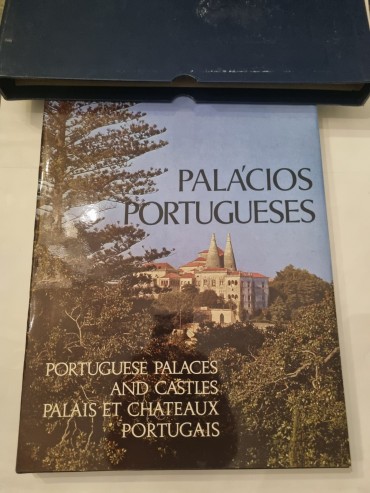 PALÁCIOS
PORTUGUESES
PORTUGUESE PALACES
AND CASTLES
PALAIS ET CHATEAUX
PORTUGAIS